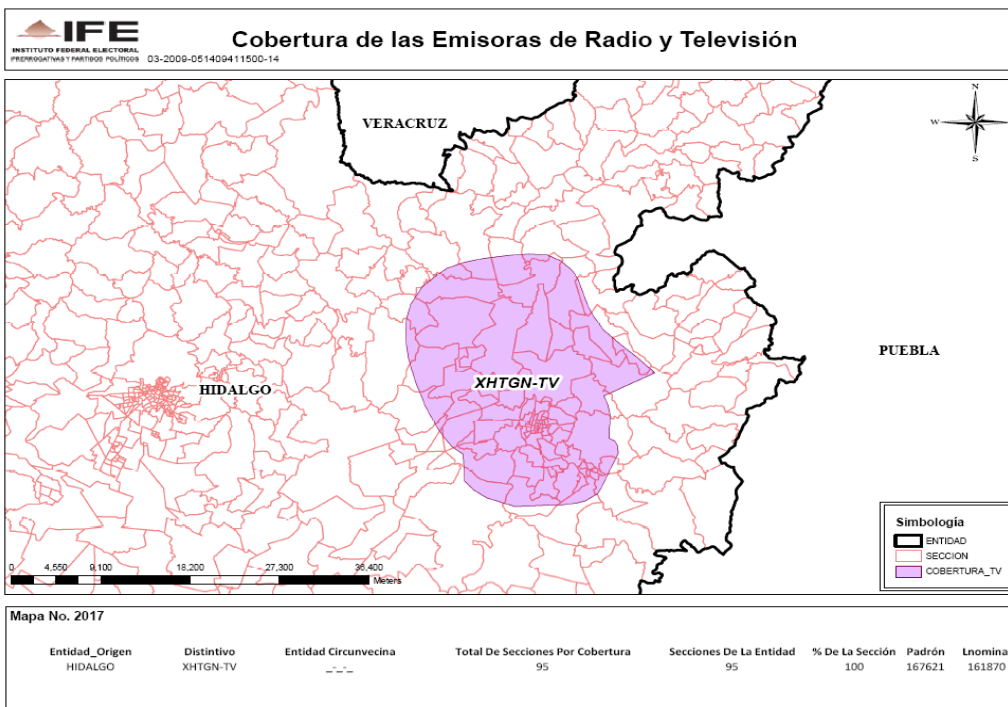 IFE
INSTITUTO FEDERAL ELECTORAL
PRERROGATIVAS Y PARTIDOS POLÍTICOS
03-2009-051409411500-14
Cobertura de las Emisoras de Radio y Televisión
VERACRUZ
N
W
S
PUEBLA
XHTGN-TV
HIDALGO
Simbología
ENTIDAD
SECCION
COBERTURA_TV
0 4,550 9,100 18,200 27,300 36,400
Meters
Mapa No. 2017
Entidad_Origen Distintivo Entidad Circunvecina Total De Secciones Por Cobertura Secciones De La Entidad % De La Sección Padrón Lnomina
HIDALGO XHTGN-TV _-_-_ 95 95 100 167621 161870